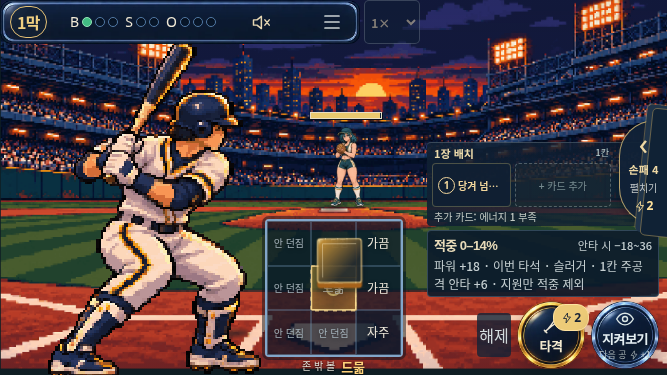 1막 B S O 1×
1장 배치 1칸
1 당겨 넘… + 카드 추가
추가 카드: 에너지 1 부족
손패 4
펼치기
2
적중 0–14% 안타 시 −18~36
파워 +18 · 이번 타석 · 슬러거 · 1칸 주공
격 안타 +6 · 지원만 적중 제외
안 던짐 가끔
안 던짐 가끔
안 던짐 안 던짐 자주
존 밖 볼 드묾
해제
타격 2
지켜보기